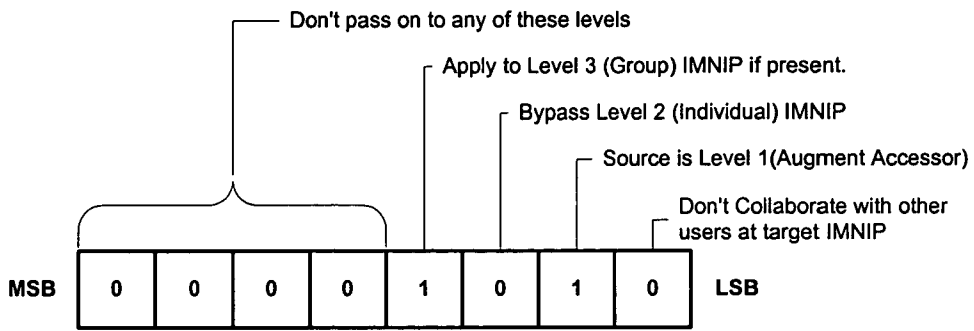 Don't pass on to any of these levels
Apply to Level 3 (Group) IMNIP if present.
Bypass Level 2 (Individual) IMNIP
Source is Level 1(Augment Accessor)
Don't Collaborate with other
users at target IMNIP
MSB 0 0 0 0 1 0 1 0 LSB